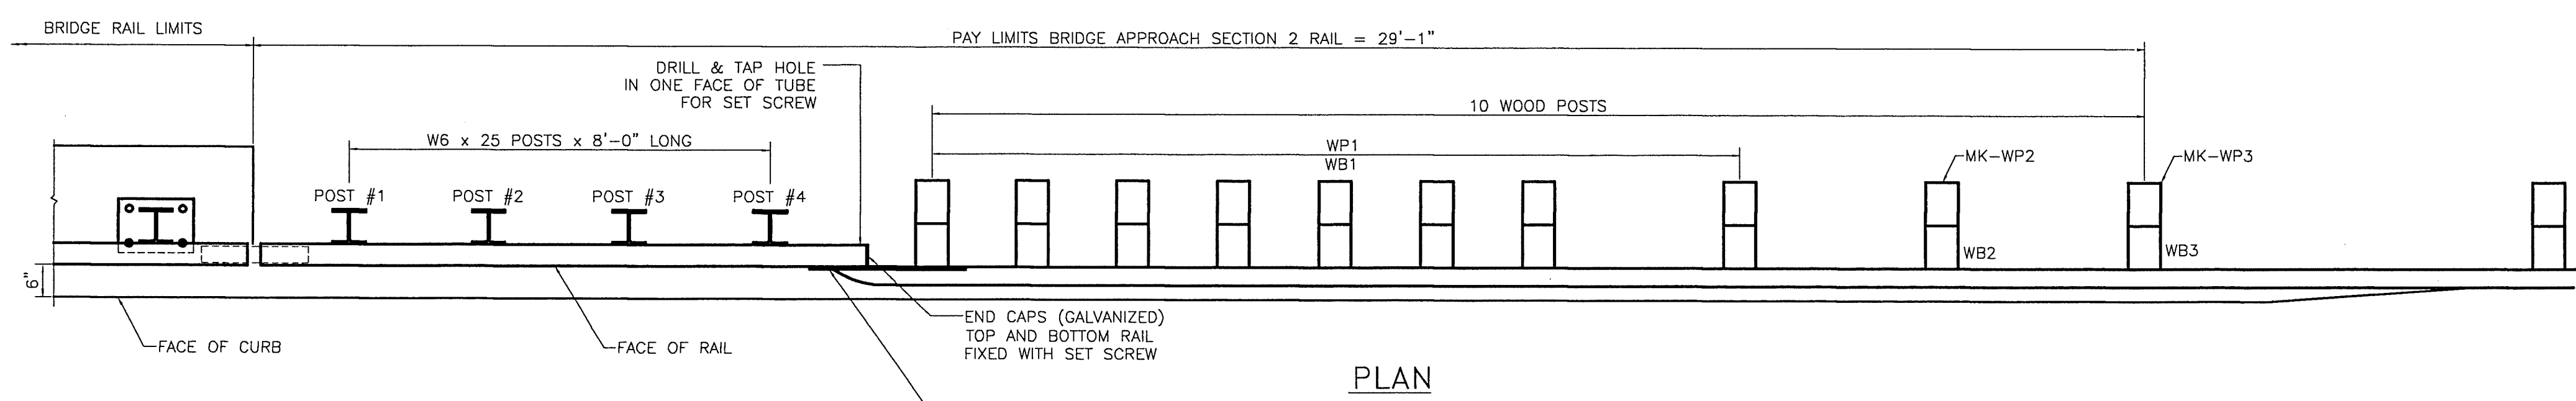 BRIDGE RAIL LIMITS
PAY LIMITS BRIDGE APPROACH SECTION 2 RAIL = 29'-1"
DRILL & TAP HOLE
IN ONE FACE OF TUBE
FOR SET SCREW
10 WOOD POSTS
W6 x 25 POSTS x 8'-0" LONG
WP1
WB1
MK-WP2
MK-WP3
POST #1
POST #2
POST #3
POST #4
WB2
WB3
6"
END CAPS (GALVANIZED)
TOP AND BOTTOM RAIL
FIXED WITH SET SCREW
FACE OF CURB
FACE OF RAIL
PLAN